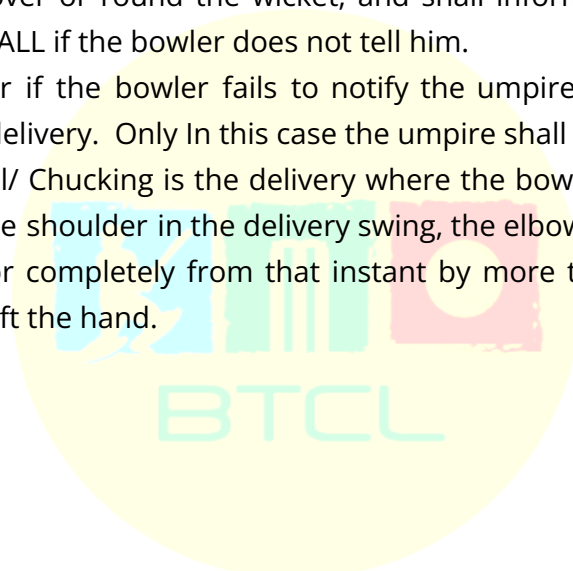 over or round the wicket, and shall inform
ALL if the bowler does not tell him.
r if the bowler fails to notify the umpire
delivery. Only In this case the umpire shall
l/ Chucking is the delivery where the bow
e shoulder in the delivery swing, the elbow
or completely from that instant by more t
ft the hand.
BTCL